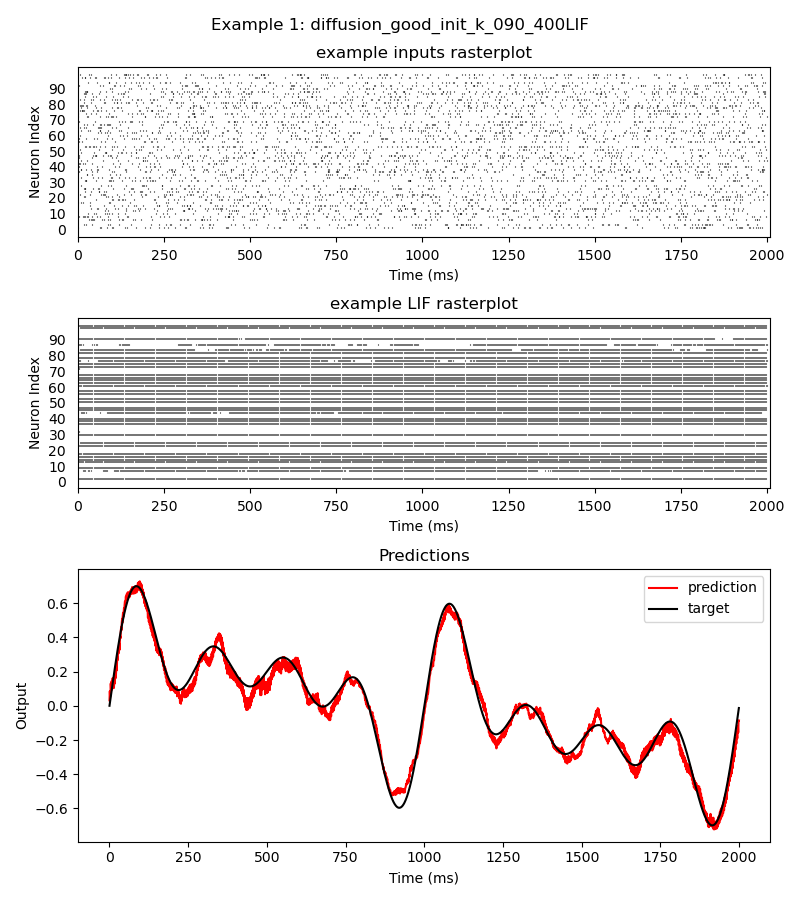 Example 1: diffusion_good_init_k_090_400LIF
example inputs rasterplot
Neuron Index
90
80
70
60
50
40
30
20
10
0
0 250 500 750 1000 1250 1500 1750 2000
Time (ms)
example LIF rasterplot
Neuron Index
90
80
70
60
50
40
30
20
10
0
0 250 500 750 1000 1250 1500 1750 2000
Time (ms)
Predictions
Output
0.6
0.4
0.2
0.0
−0.2
−0.4
−0.6
prediction
target
0 250 500 750 1000 1250 1500 1750 2000
Time (ms)